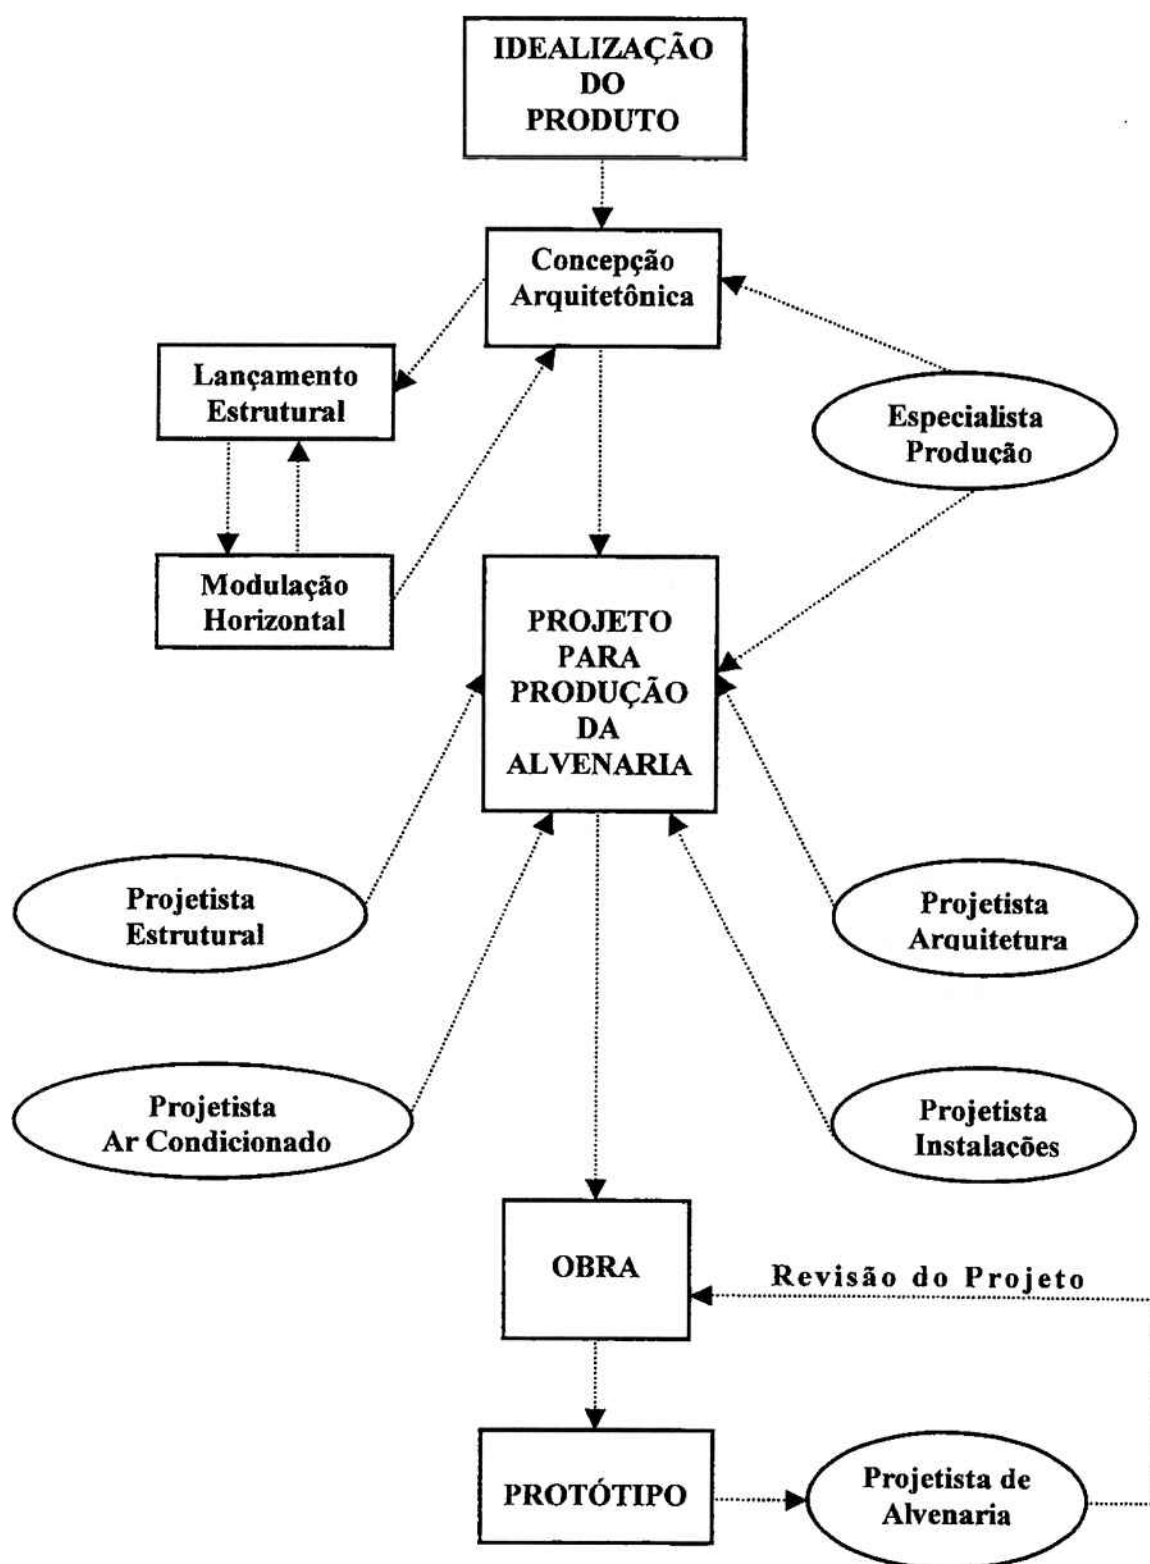 IDEALIZAÇÃO
DO
PRODUTO
Concepção
Arquitetônica
Lançamento
Estrutural
Especialista
Produção
Modulação
Horizontal
PROJETO
PARA
PRODUÇÃO
DA
ALVENARIA
Projetista
Estrutural
Projetista
Arquitetura
Projetista
Ar Condicionado
Projetista
Instalacões
OBRA
Revisão do Projeto
PROTÓTIPO
Projetista de
Alvenaria